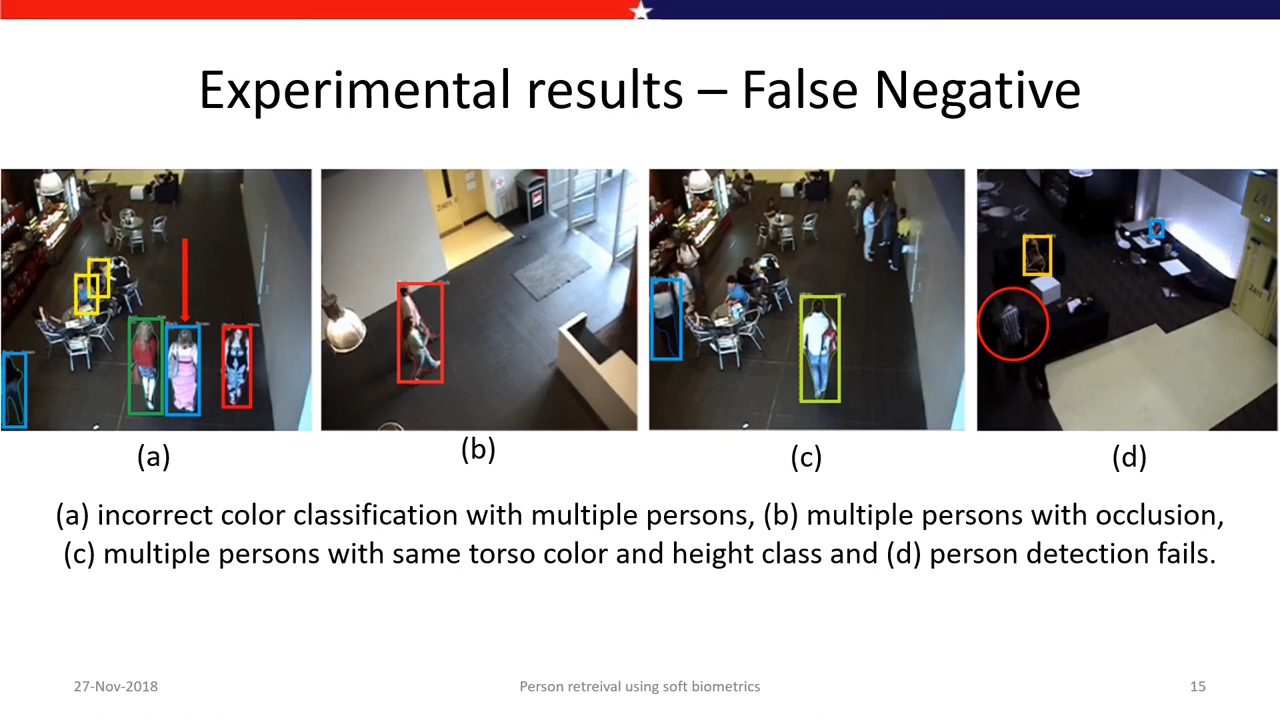 Experimental results – False Negative
(a)
(b)
(c)
(d)
(a) incorrect color classification with multiple persons, (b) multiple persons with occlusion,
(c) multiple persons with same torso color and height class and (d) person detection fails.
27-Nov-2018
Person retreival using soft biometrics
15